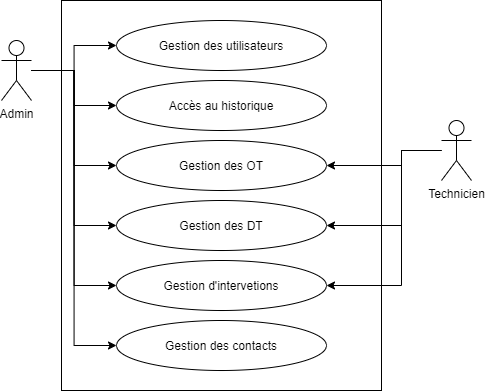 Gestion des utilisateurs
Admin
Accès au historique
Gestion des OT
Technicien
Gestion des DT
Gestion d'intervetions
Gestion des contacts